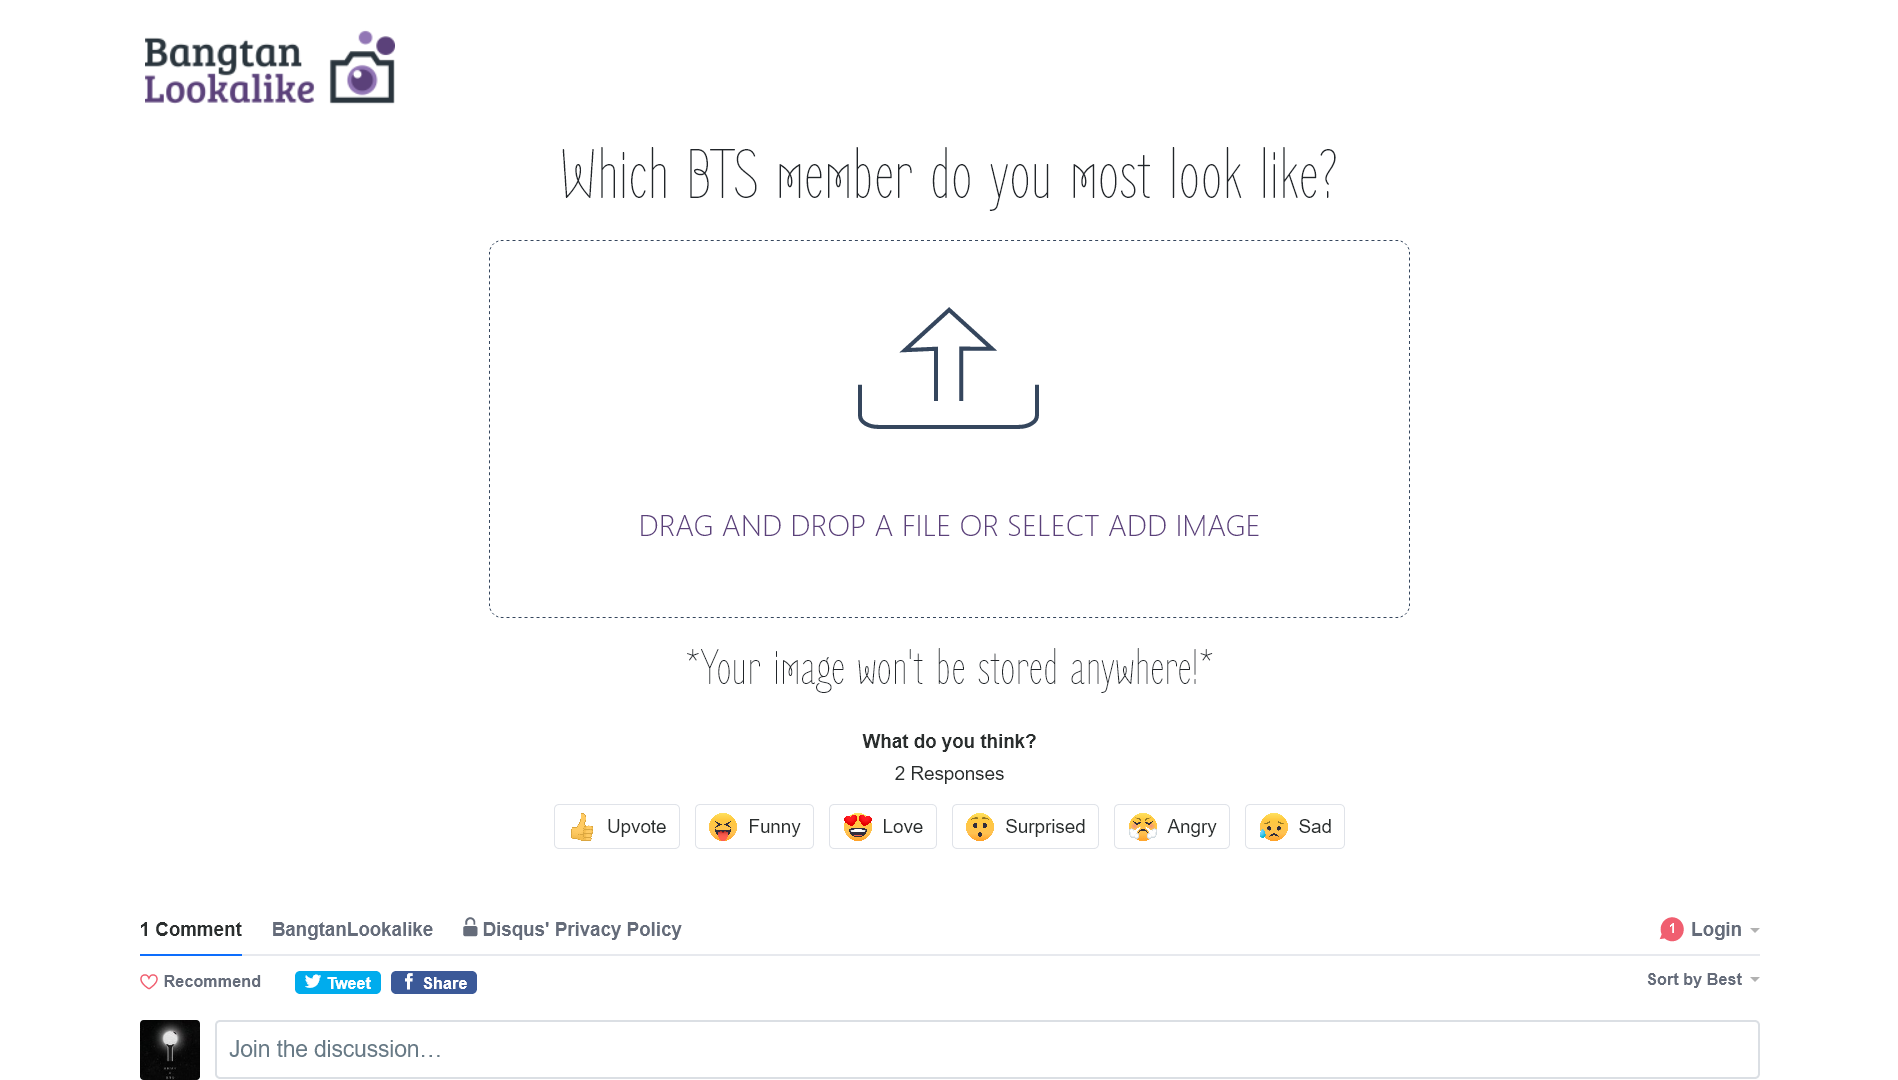 Bangtan
Lookalike
Which BTS member do you most look like?
DRAG AND DROP A FILE OR SELECT ADD IMAGE
*Your image won't be stored anywhere!*
What do you think?
2 Responses
Upvote Funny Love Surprised Angry Sad
1 Comment BangtanLookalike Disqus' Privacy Policy 1 Login
Recommend Tweet Share Sort by Best
Join the discussion…